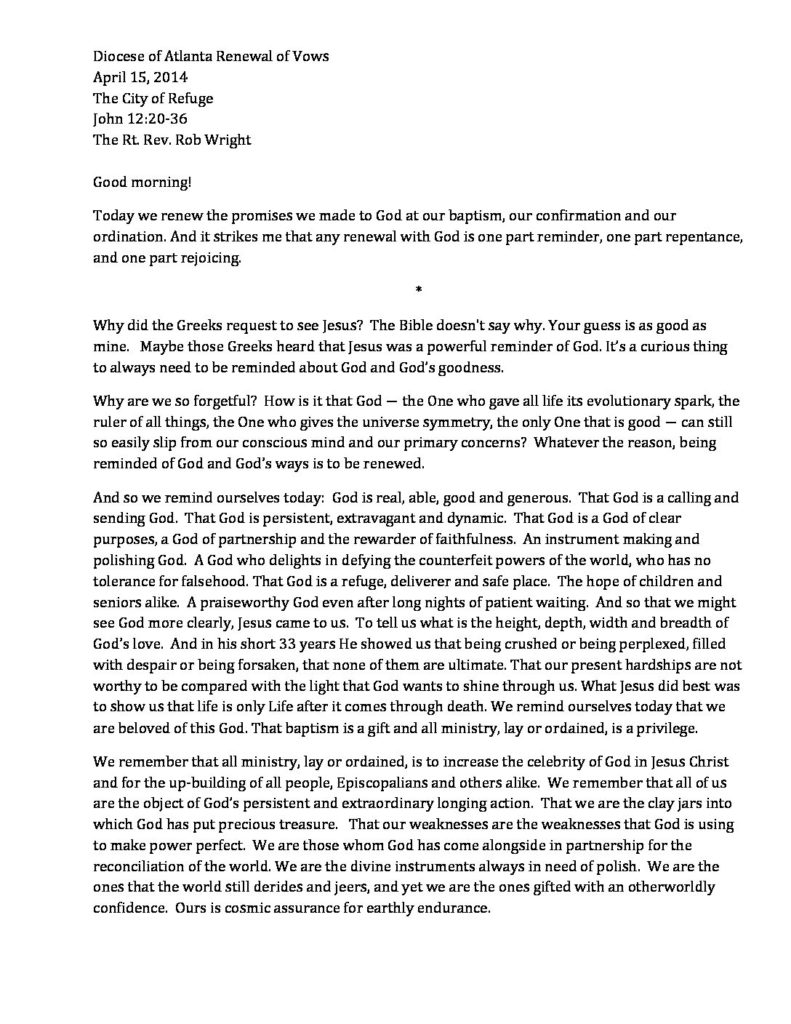 Diocese of Atlanta Renewal of Vows
April 15, 2014
The City of Refuge
John 12:20-36
The Rt. Rev. Rob Wright
Good morning!
Today we renew the promises we made to God at our baptism, our confirmation and our
ordination. And it strikes me that any renewal with God is one part reminder, one part repentance,
and one part rejoicing.
*
Why did the Greeks request to see Jesus?  The Bible doesn't say why. Your guess is as good as
mine.   Maybe those Greeks heard that Jesus was a powerful reminder of God. It's a curious thing
to always need to be reminded about God and God's goodness.
Why are we so forgetful?  How is it that God — the One who gave all life its evolutionary spark, the
ruler of all things, the One who gives the universe symmetry, the only One that is good — can still
so easily slip from our conscious mind and our primary concerns?  Whatever the reason, being
reminded of God and God's ways is to be renewed.
And so we remind ourselves today:  God is real, able, good and generous.  That God is a calling and
sending God.  That God is persistent, extravagant and dynamic.  That God is a God of clear
purposes, a God of partnership and the rewarder of faithfulness.  An instrument making and
polishing God.  A God who delights in defying the counterfeit powers of the world, who has no
tolerance for falsehood. That God is a refuge, deliverer and safe place.  The hope of children and
seniors alike.  A praiseworthy God even after long nights of patient waiting.  And so that we might
see God more clearly, Jesus came to us.  To tell us what is the height, depth, width and breadth of
God's love.  And in his short 33 years He showed us that being crushed or being perplexed, filled
with despair or being forsaken, that none of them are ultimate. That our present hardships are not
worthy to be compared with the light that God wants to shine through us. What Jesus did best was
to show us that life is only Life after it comes through death. We remind ourselves today that we
are beloved of this God. That baptism is a gift and all ministry, lay or ordained, is a privilege.
We remember that all ministry, lay or ordained, is to increase the celebrity of God in Jesus Christ
and for the up-building of all people, Episcopalians and others alike.  We remember that all of us
are the object of God's persistent and extraordinary longing action.  That we are the clay jars into
which God has put precious treasure.   That our weaknesses are the weaknesses that God is using
to make power perfect.  We are those whom God has come alongside in partnership for the
reconciliation of the world. We are the divine instruments always in need of polish.  We are the
ones that the world still derides and jeers, and yet we are the ones gifted with an otherworldly
confidence.  Ours is cosmic assurance for earthly endurance.